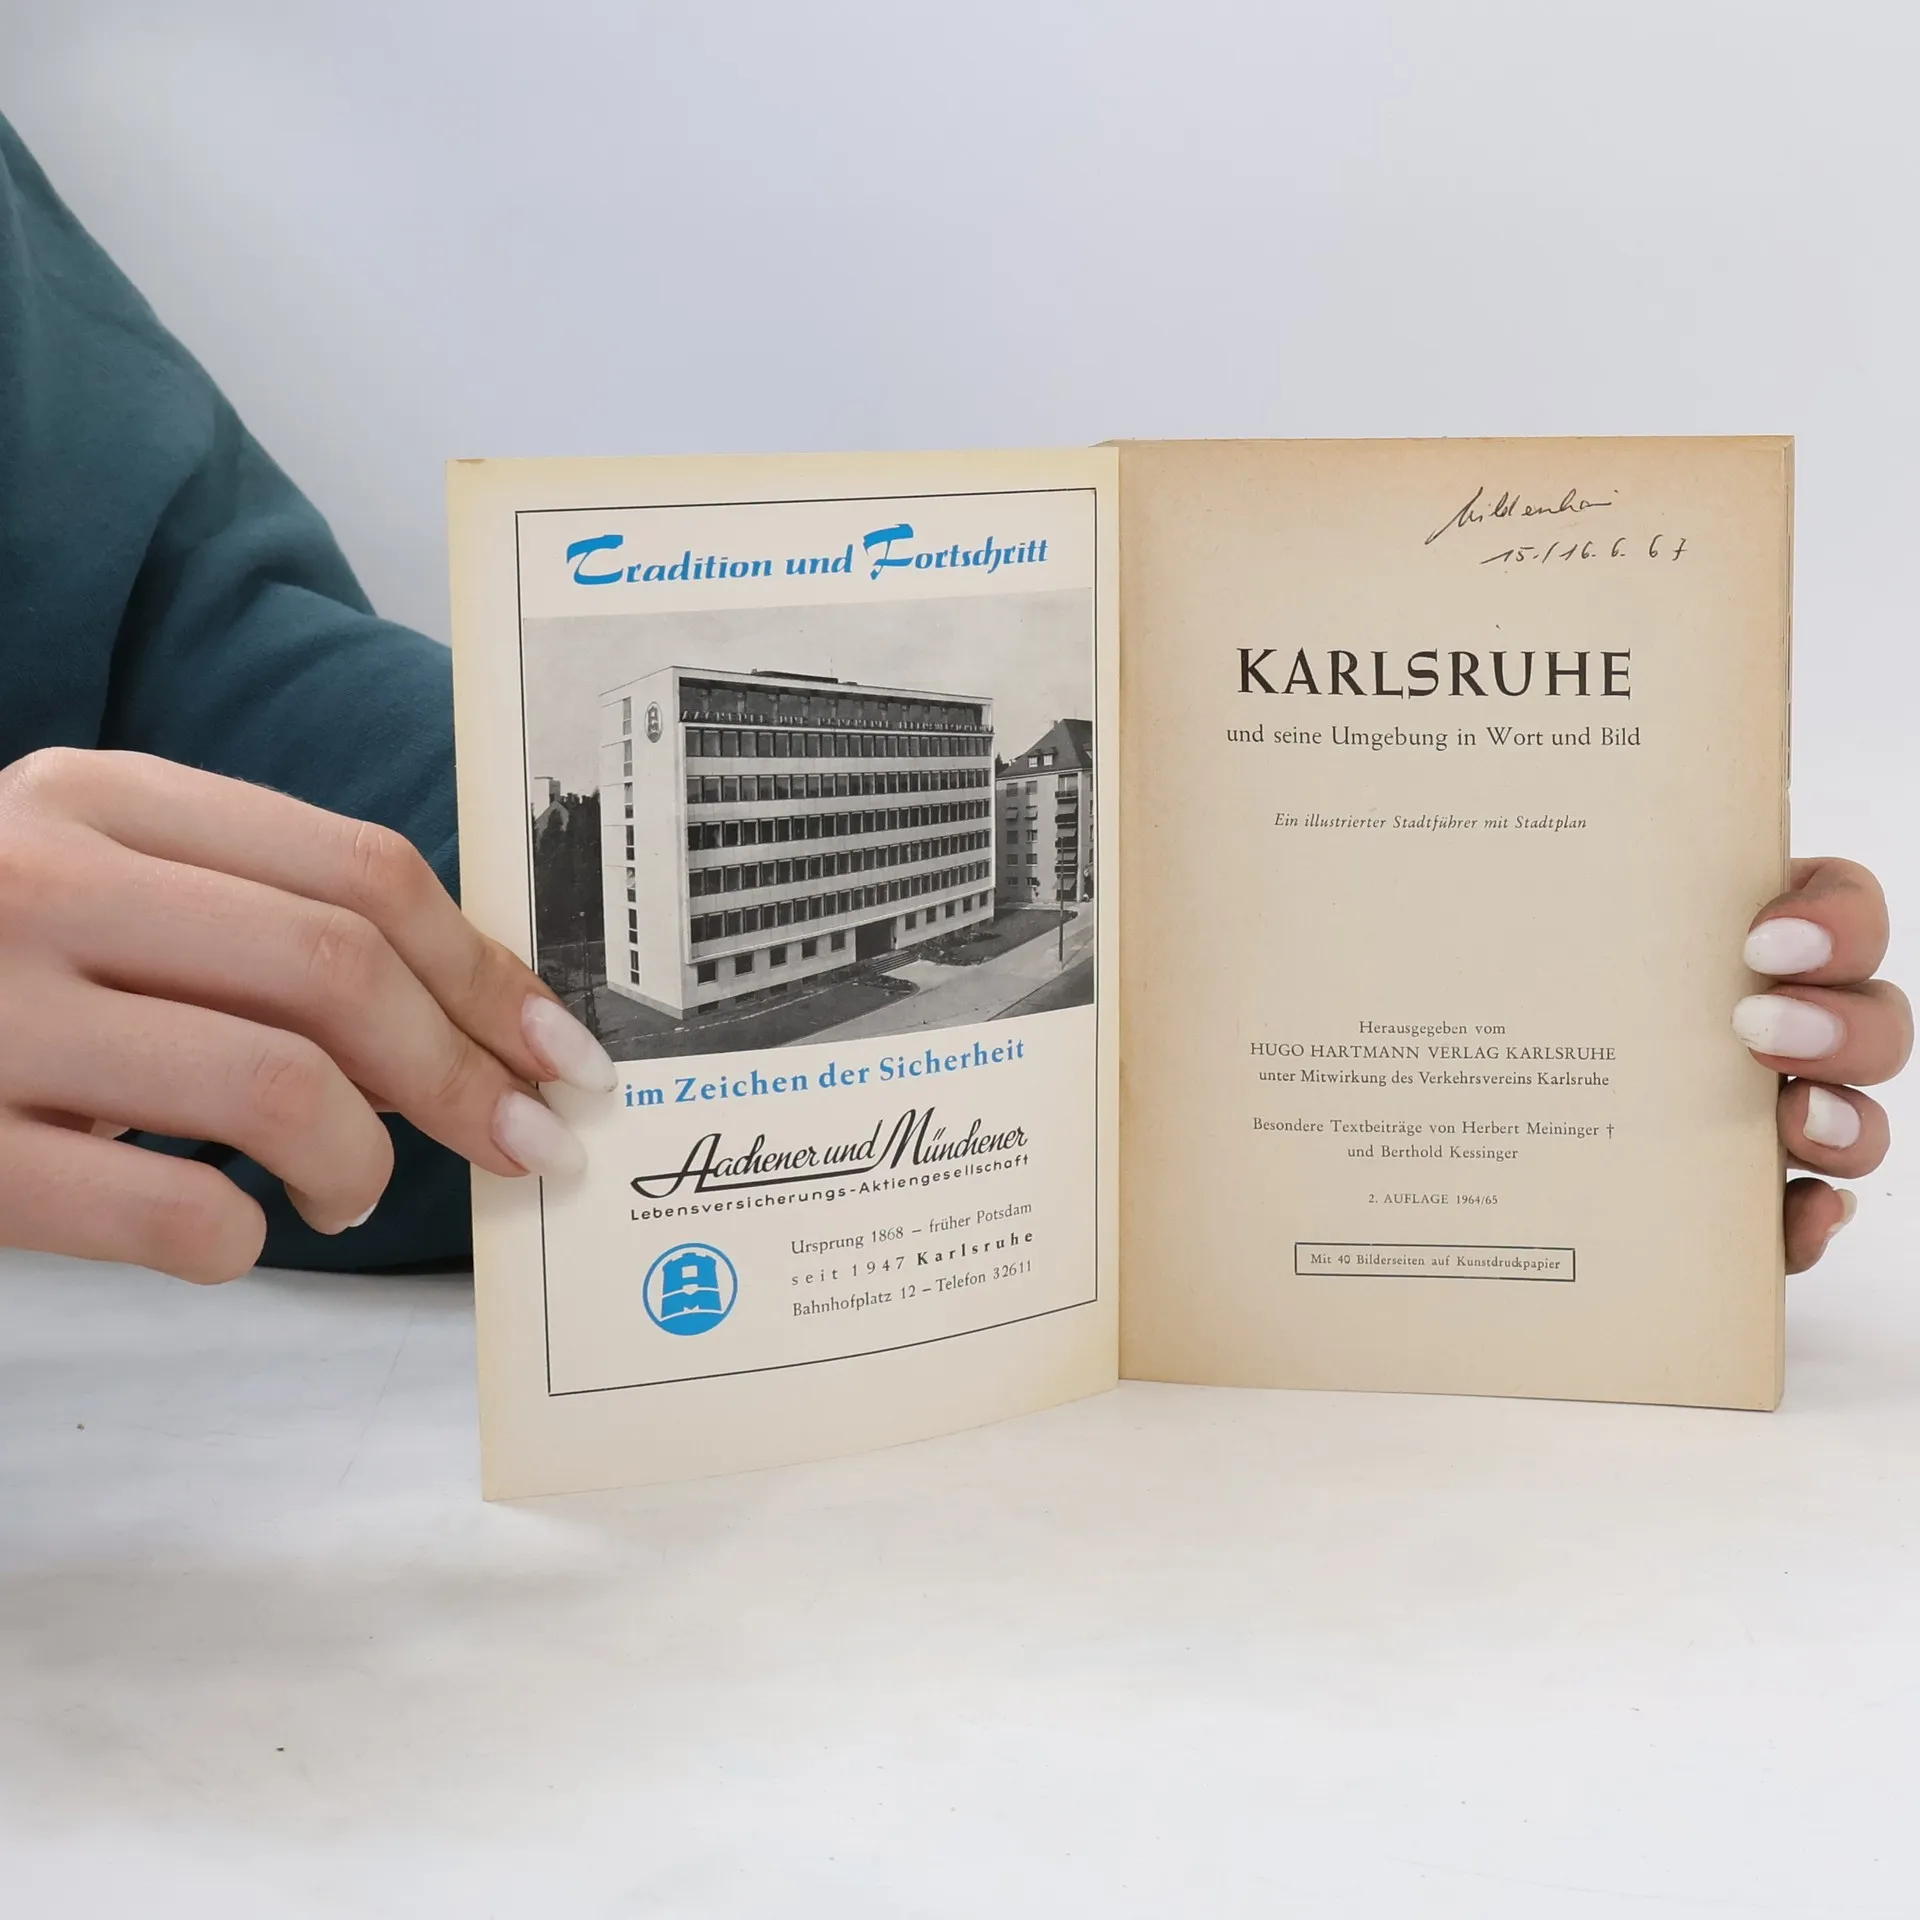 Tradition und Fortschritt
im Zeichen der Sicherheit
Aachener und Münchener
Lebensversicherungs-Aktiengesellschaft
Ursprung 1868 – früher Potsdam
seit 1947 Karlsruhe
Bahnhofplatz 12 – Telefon 32611
AM
15./16. 6. 67
KARLSRUHE
und seine Umgebung in Wort und Bild
Ein illustrierter Stadtführer mit Stadtplan
Herausgegeben vom
HUGO HARTMANN VERLAG KARLSRUHE
unter Mitwirkung des Verkehrsvereins Karlsruhe
Besondere Textbeiträge von Herbert Meininger †
und Berthold Kessinger
2. AUFLAGE 1964/65
Mit 40 Bilderseiten auf Kunstdruckpapier